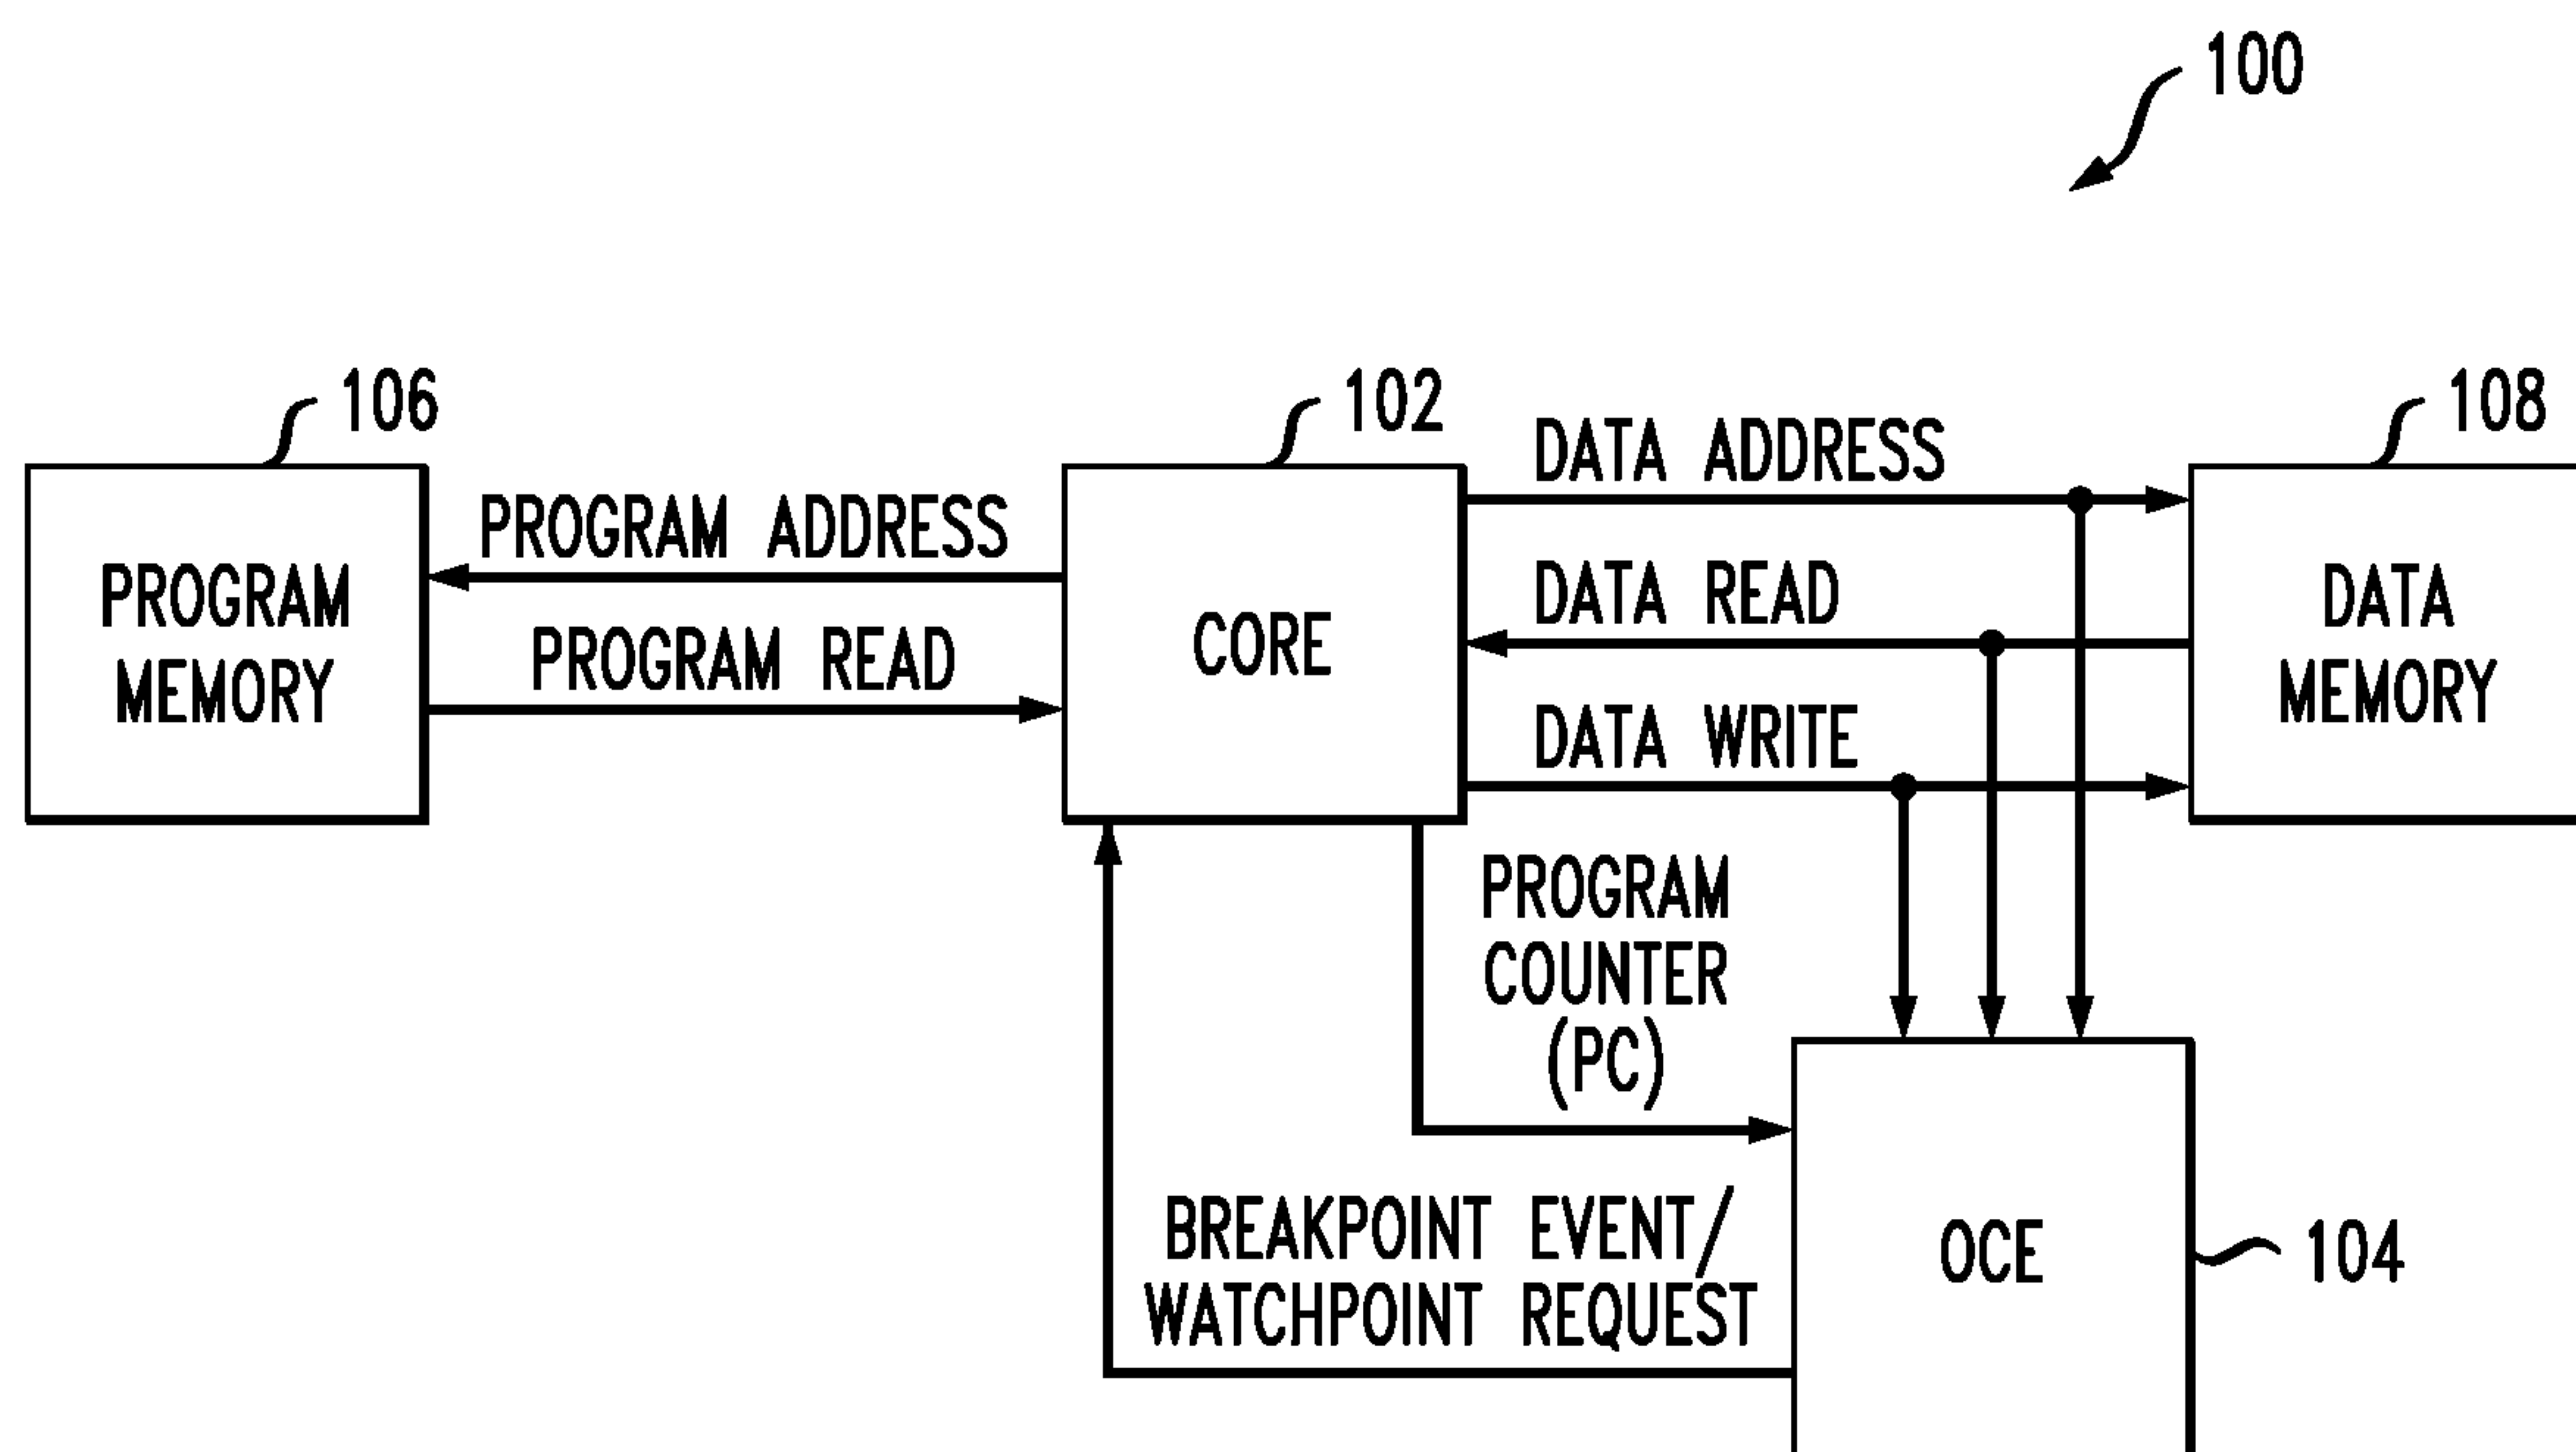 100
106
102
108
PROGRAM ADDRESS
PROGRAM READ
PROGRAM
MEMORY
CORE
DATA ADDRESS
DATA READ
DATA WRITE
DATA
MEMORY
PROGRAM
COUNTER
(PC)
BREAKPOINT EVENT/
WATCHPOINT REQUEST
OCE
104